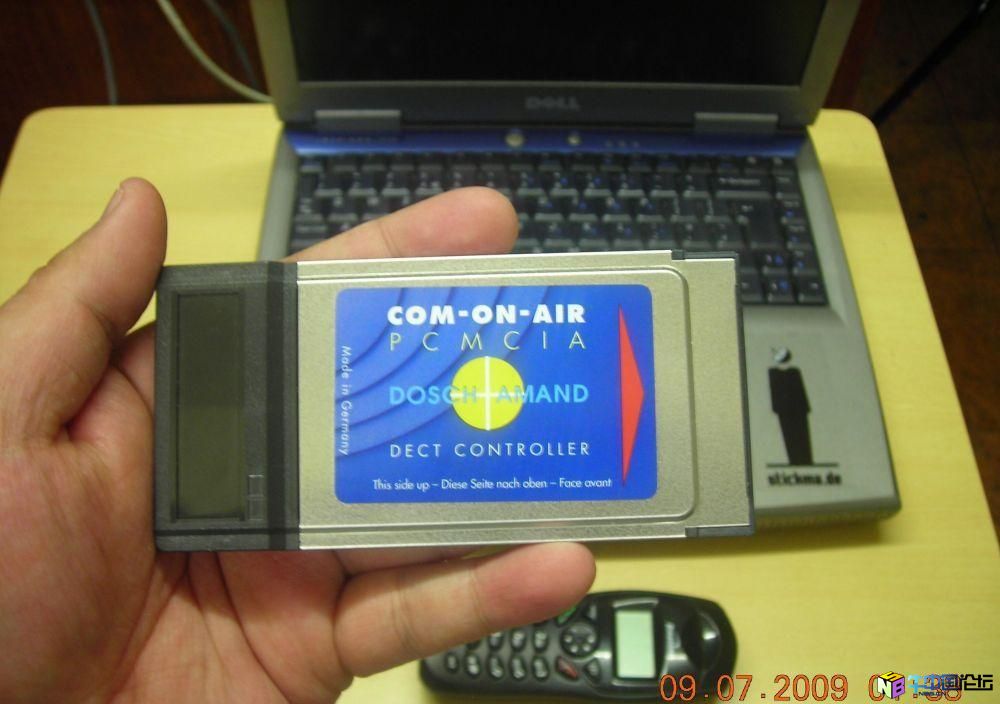 DELL
COM-ON-AIR
PCMCIA
DOSCH+AMAND
DECT CONTROLLER
This side up – Diese Seite nach oben – Face avant
Made in Germany
stickma.de
09.07.2009